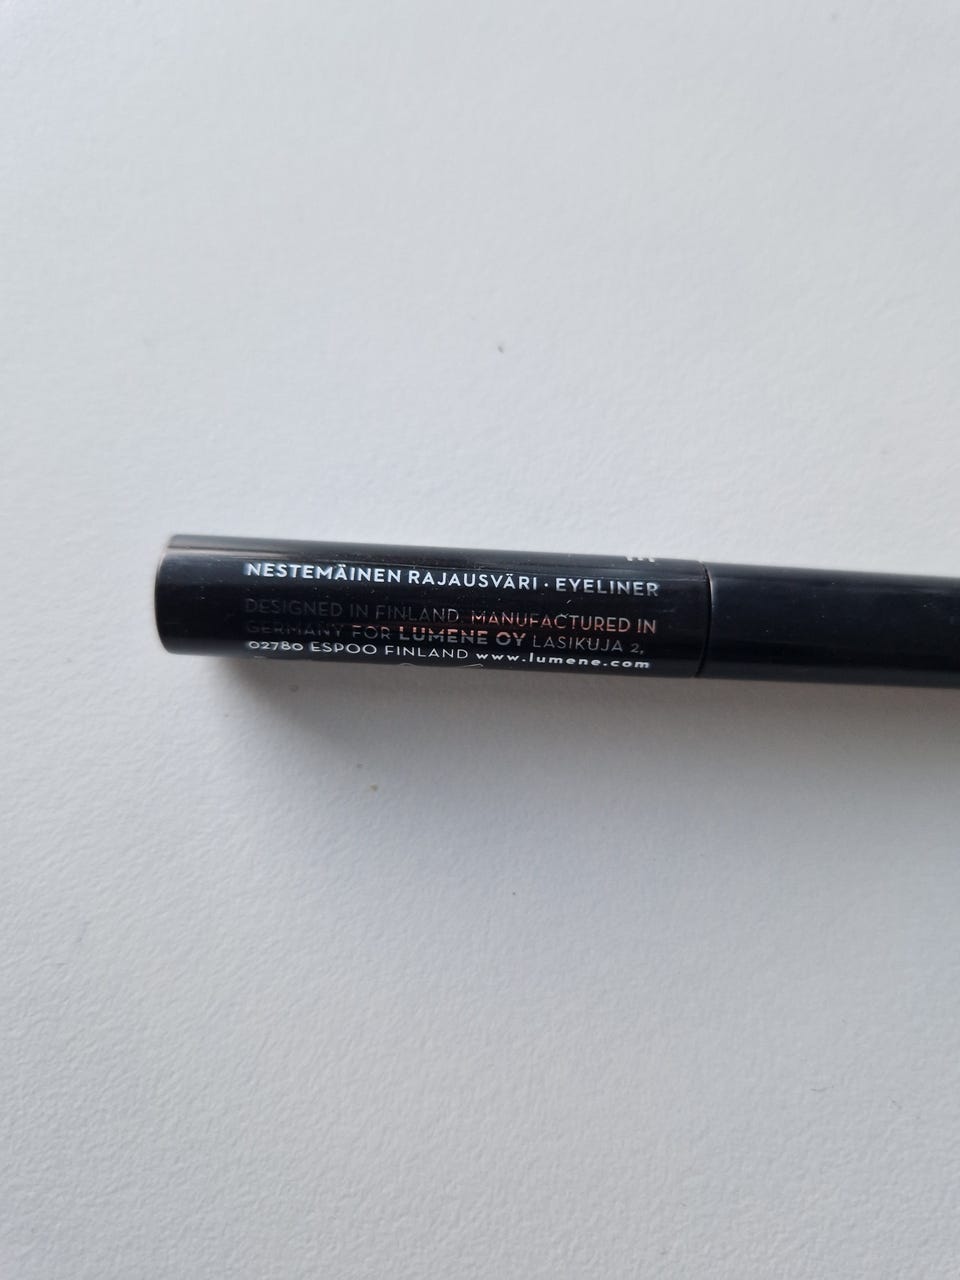 NESTEMÄINEN RAJAUSVÄRI · EYELINER
DESIGNED IN FINLAND. MANUFACTURED IN
GERMANY FOR LUMENE OY LASIKUJA 2,
02780 ESPOO FINLAND www.lumene.com